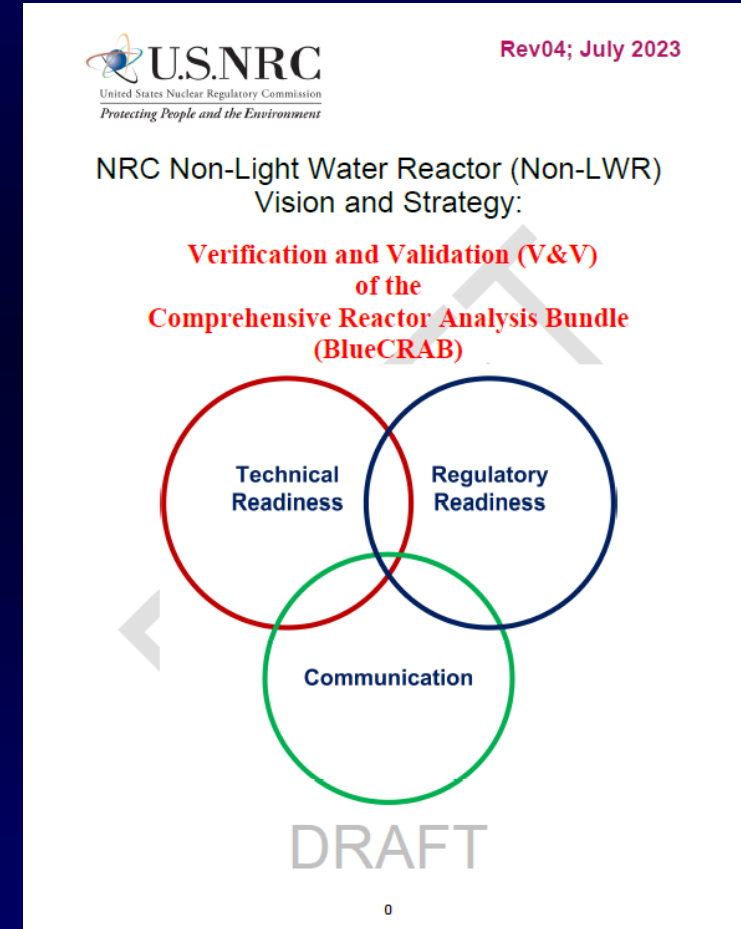 U.S.NRC
United States Nuclear Regulatory Commission
Protecting People and the Environment
Rev04; July 2023
NRC Non-Light Water Reactor (Non-LWR)
Vision and Strategy:
Verification and Validation (V&V)
of the
Comprehensive Reactor Analysis Bundle
(BlueCRAB)
Technical
Readiness
Regulatory
Readiness
Communication
DRAFT
0